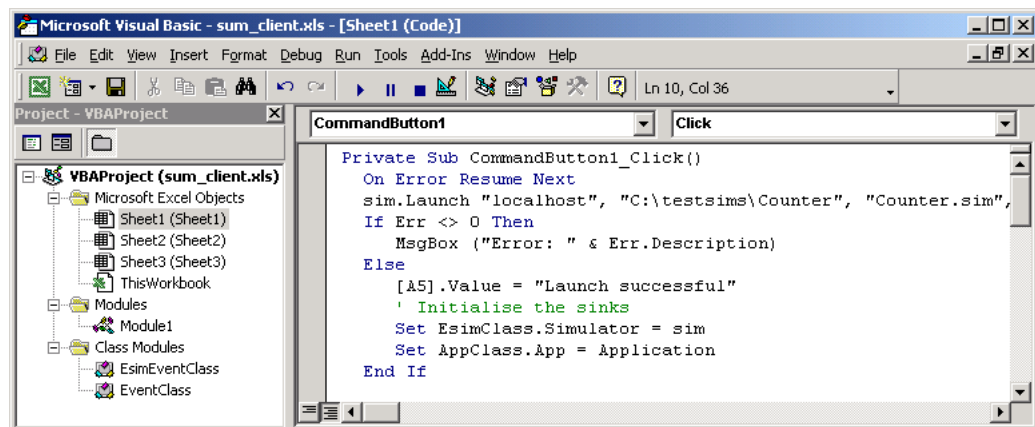 Microsoft Visual Basic - sum_client.xls - [Sheet1 (Code)]
File Edit View Insert Format Debug Run Tools Add-Ins Window Help
Ln 10, Col 36
Project - VBAProject
VBAProject (sum_client.xls)
Microsoft Excel Objects
Sheet1 (Sheet1)
Sheet2 (Sheet2)
Sheet3 (Sheet3)
ThisWorkbook
Modules
Module1
Class Modules
EsimEventClass
EventClass
CommandButton1 Click
Private Sub CommandButton1_Click()
On Error Resume Next
sim.Launch "localhost", "C:\testsims\Counter", "Counter.sim",
If Err <> 0 Then
MsgBox ("Error: " & Err.Description)
Else
[A5].Value = "Launch successful"
' Initialise the sinks
Set EsimClass.Simulator = sim
Set AppClass.App = Application
End If